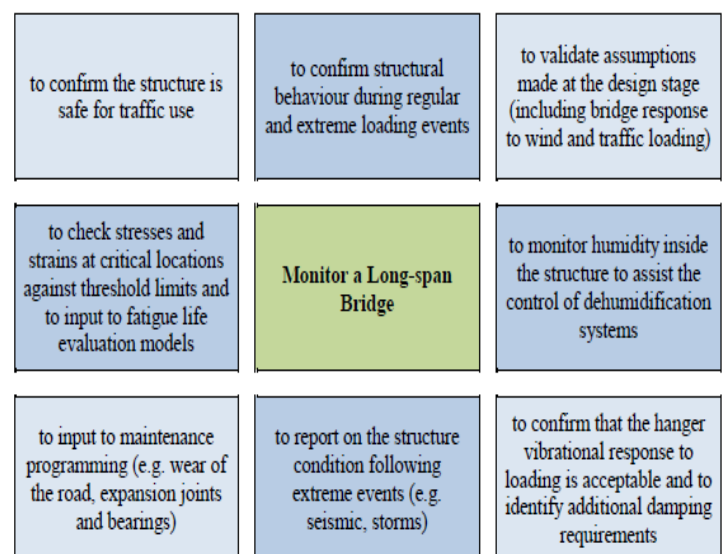 to confirm the structure is
safe for traffic use
to confirm structural
behaviour during regular
and extreme loading events
to validate assumptions
made at the design stage
(including bridge response
to wind and traffic loading)
to check stresses and
strains at critical locations
against threshold limits and
to input to fatigue life
evaluation models
Monitor a Long-span
Bridge
to monitor humidity inside
the structure to assist the
control of dehumidification
systems
to input to maintenance
programming (e.g. wear of
the road, expansion joints
and bearings)
to report on the structure
condition following
extreme events (e.g.
seismic, storms)
to confirm that the hanger
vibrational response to
loading is acceptable and to
identify additional damping
requirements